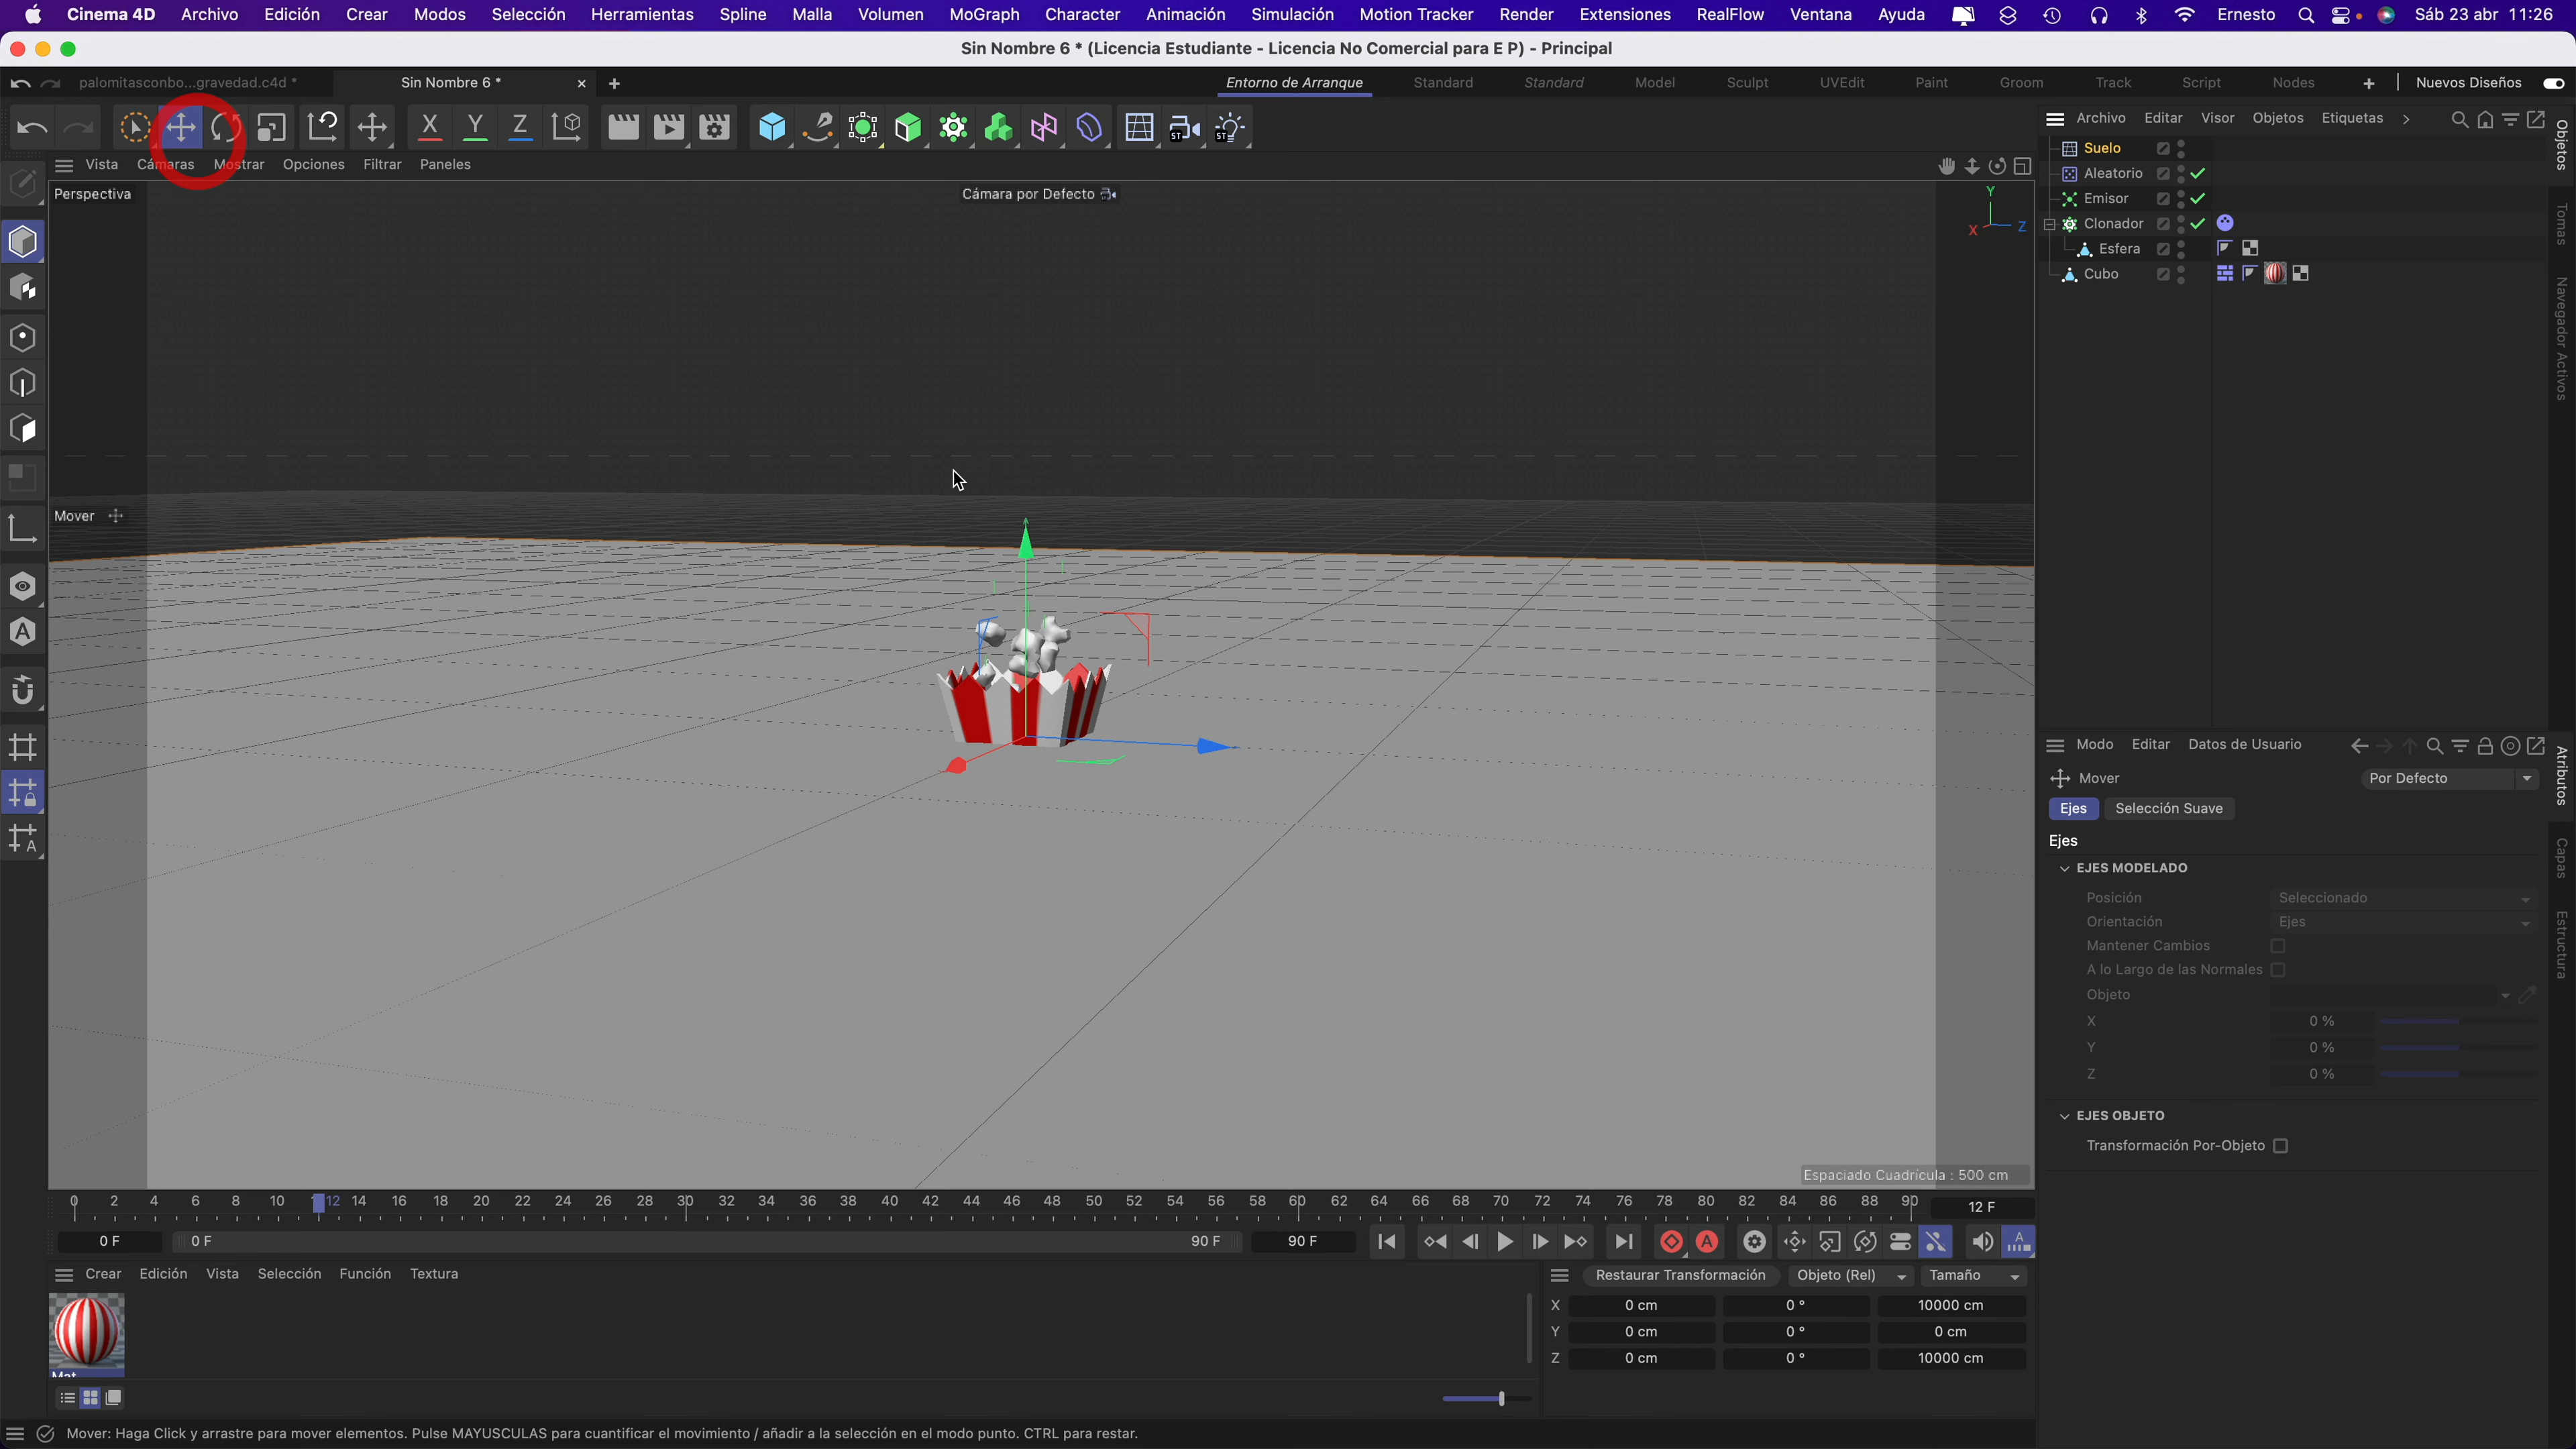 Cinema 4D Archivo Edición Crear Modos Selección Herramientas Spline Malla Volumen MoGraph Character Animación Simulación Motion Tracker Render Extensiones RealFlow Ventana Ayuda Ernesto Sáb 23 abr 11:26
Sin Nombre 6 * (Licencia Estudiante - Licencia No Comercial para E P) - Principal
palomitasconbo...gravedad.c4d * Sin Nombre 6 * Entorno de Arranque Standard Standard Model Sculpt UVEdit Paint Groom Track Script Nodes Nuevos Diseños
X Y Z ST ST
Archivo Editar Visor Objetos Etiquetas
Vista Cámaras Mostrar Opciones Filtrar Paneles
Perspectiva Cámara por Defecto
Y
X Z
Mover
Suelo
Aleatorio
Emisor
Clonador
Esfera
Cubo
Objetos
Tomas
Navegador Activos
Modo Editar Datos de Usuario
Mover Por Defecto
Ejes Selección Suave
Ejes
EJES MODELADO
Posición Seleccionado
Orientación Ejes
Mantener Cambios
A lo Largo de las Normales
Objeto
X 0 %
Y 0 %
Z 0 %
EJES OBJETO
Transformación Por-Objeto
Atributos
Capas
Estructura
A
A
Espaciado Cuadrícula : 500 cm
0 2 4 6 8 10 12 14 16 18 20 22 24 26 28 30 32 34 36 38 40 42 44 46 48 50 52 54 56 58 60 62 64 66 68 70 72 74 76 78 80 82 84 86 88 90 12 F
0 F 0 F 90 F 90 F A A
Crear Edición Vista Selección Función Textura
Restaurar Transformación Objeto (Rel) Tamaño
X 0 cm 0 ° 10000 cm
Y 0 cm 0 ° 0 cm
Z 0 cm 0 ° 10000 cm
Mat
Mover: Haga Click y arrastre para mover elementos. Pulse MAYUSCULAS para cuantificar el movimiento / añadir a la selección en el modo punto. CTRL para restar.